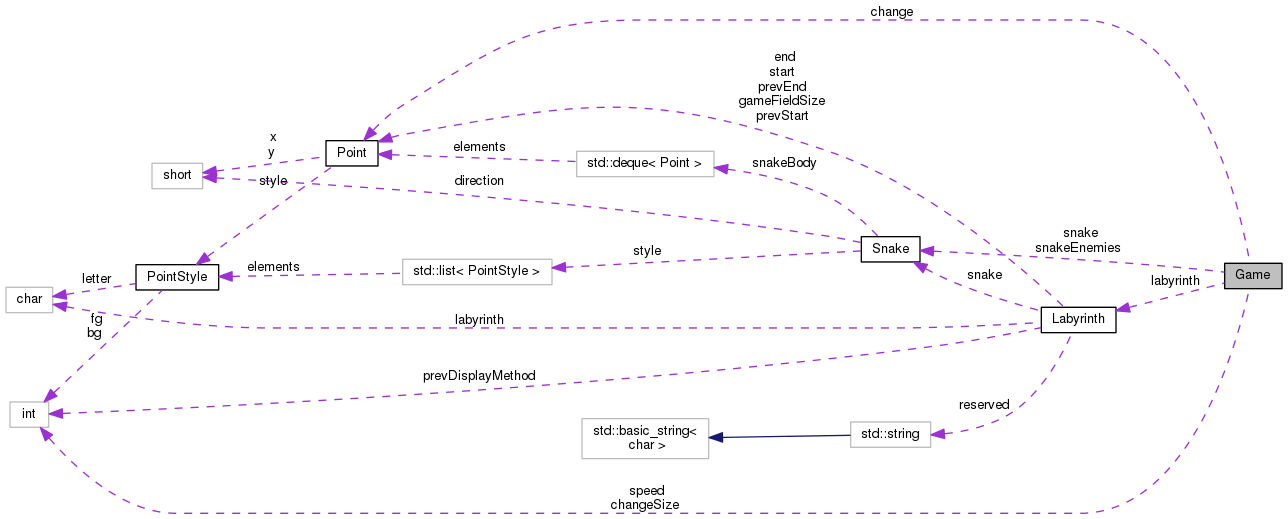 change
end
start
prevEnd
gameFieldSize
prevStart
x
y
Point
elements
std::deque< Point >
snakeBody
short
style
direction
snake
snakeEnemies
Snake
style
std::list< PointStyle >
elements
PointStyle
letter
char
snake
labyrinth
Game
Labyrinth
labyrinth
fg
bg
prevDisplayMethod
int
reserved
std::basic_string<
char >
std::string
speed
changeSize